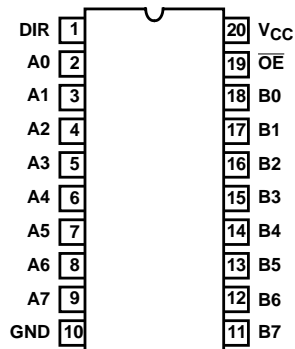 DIR 1 20 VCC
A0 2 19 OE
A1 3 18 B0
A2 4 17 B1
A3 5 16 B2
A4 6 15 B3
A5 7 14 B4
A6 8 13 B5
A7 9 12 B6
GND 10 11 B7